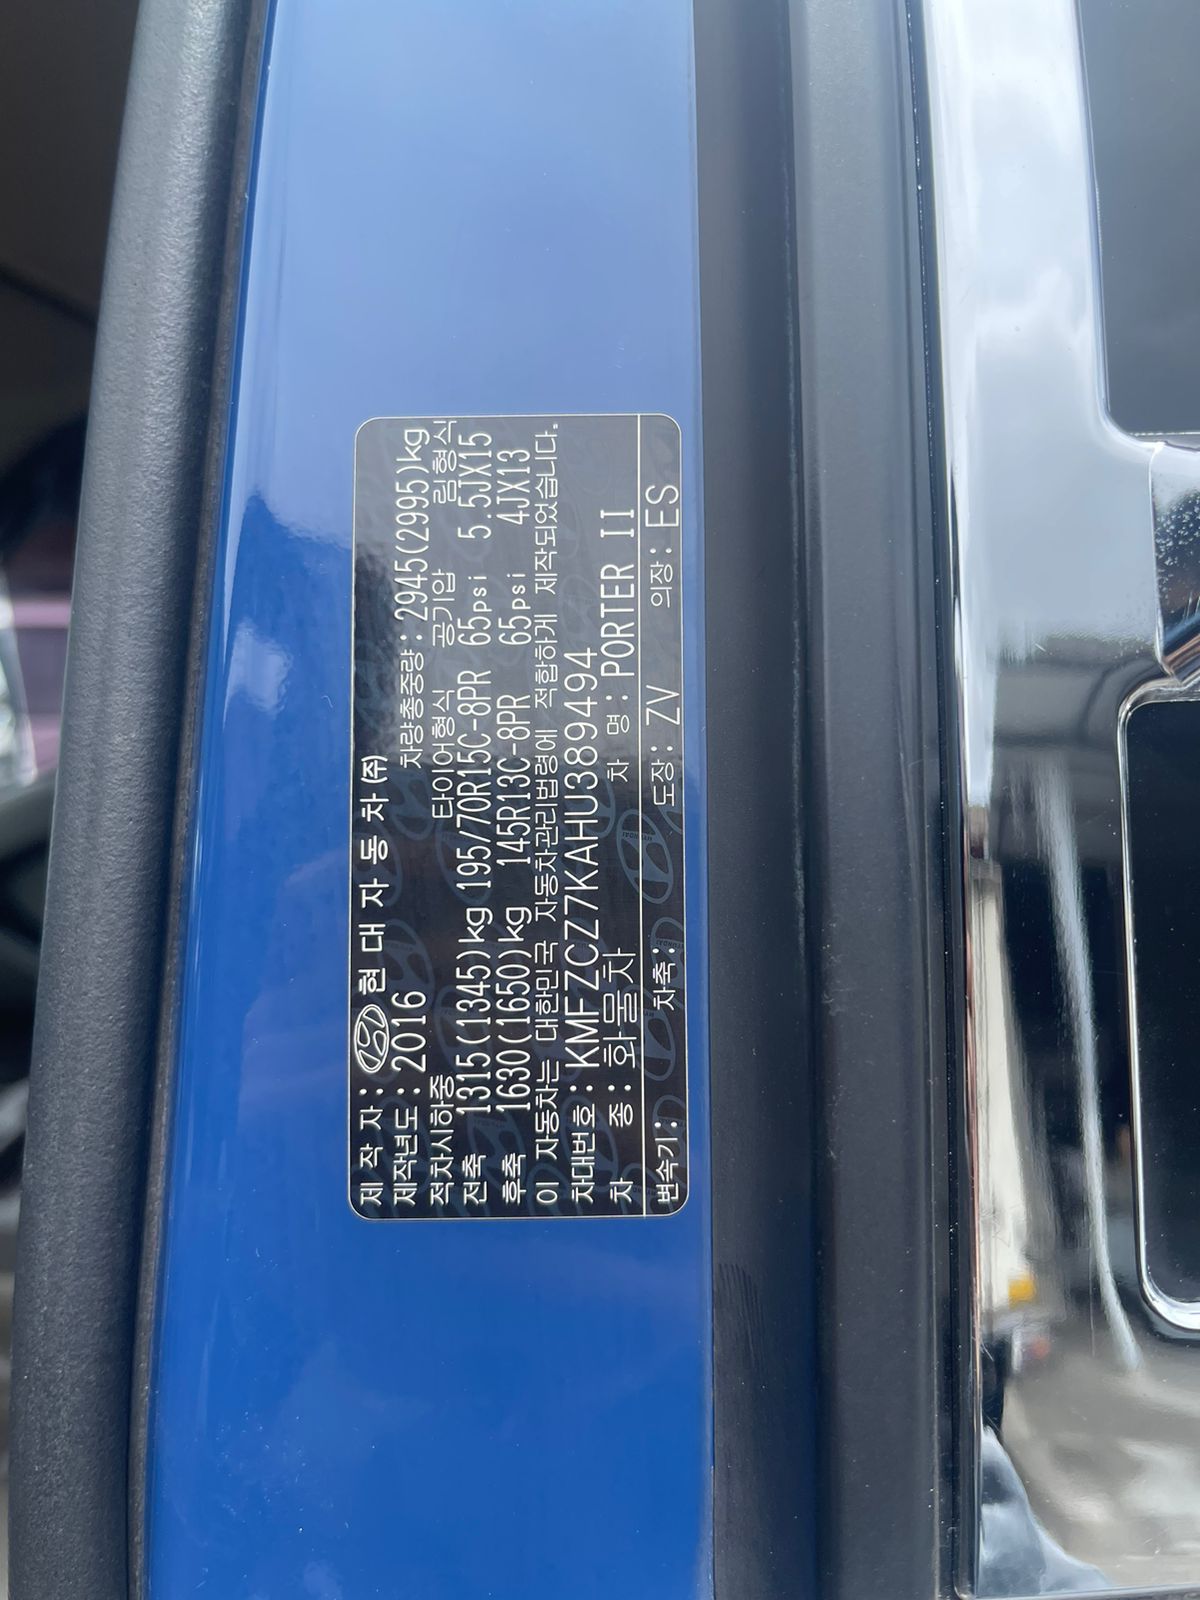 제 작 자 : 현 대 자 동 차 (주)
제작년도 : 2016 차량총중량 : 2945(2995)kg
적차시하중 타이어형식 공기압 림형식
전축 1315(1345)kg 195/70R15C-8PR 65psi 5.5JX15
후축 1630(1650)kg 145R13C-8PR 65psi 4JX13
이 자동차는 대한민국 자동차관리법령에 적합하게 제작되었습니다.
차대번호 : KMFZCZ7KAHU389494
차 종 : 화물차 차 명 : PORTER II
변속기 : 차축 : 도장 : ZV 의장 : ES